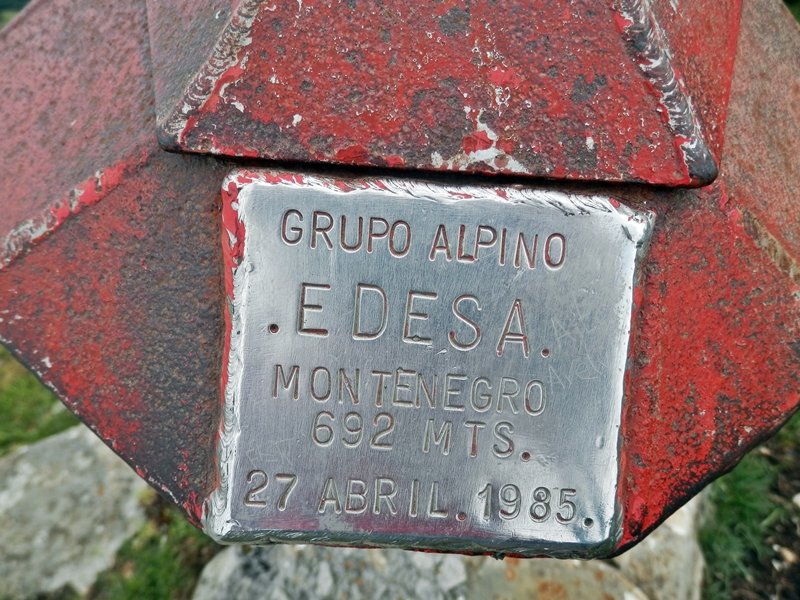 GRUPO ALPINO
.EDESA.
MONTENEGRO
692 MTS.
27 ABRIL. 1985.